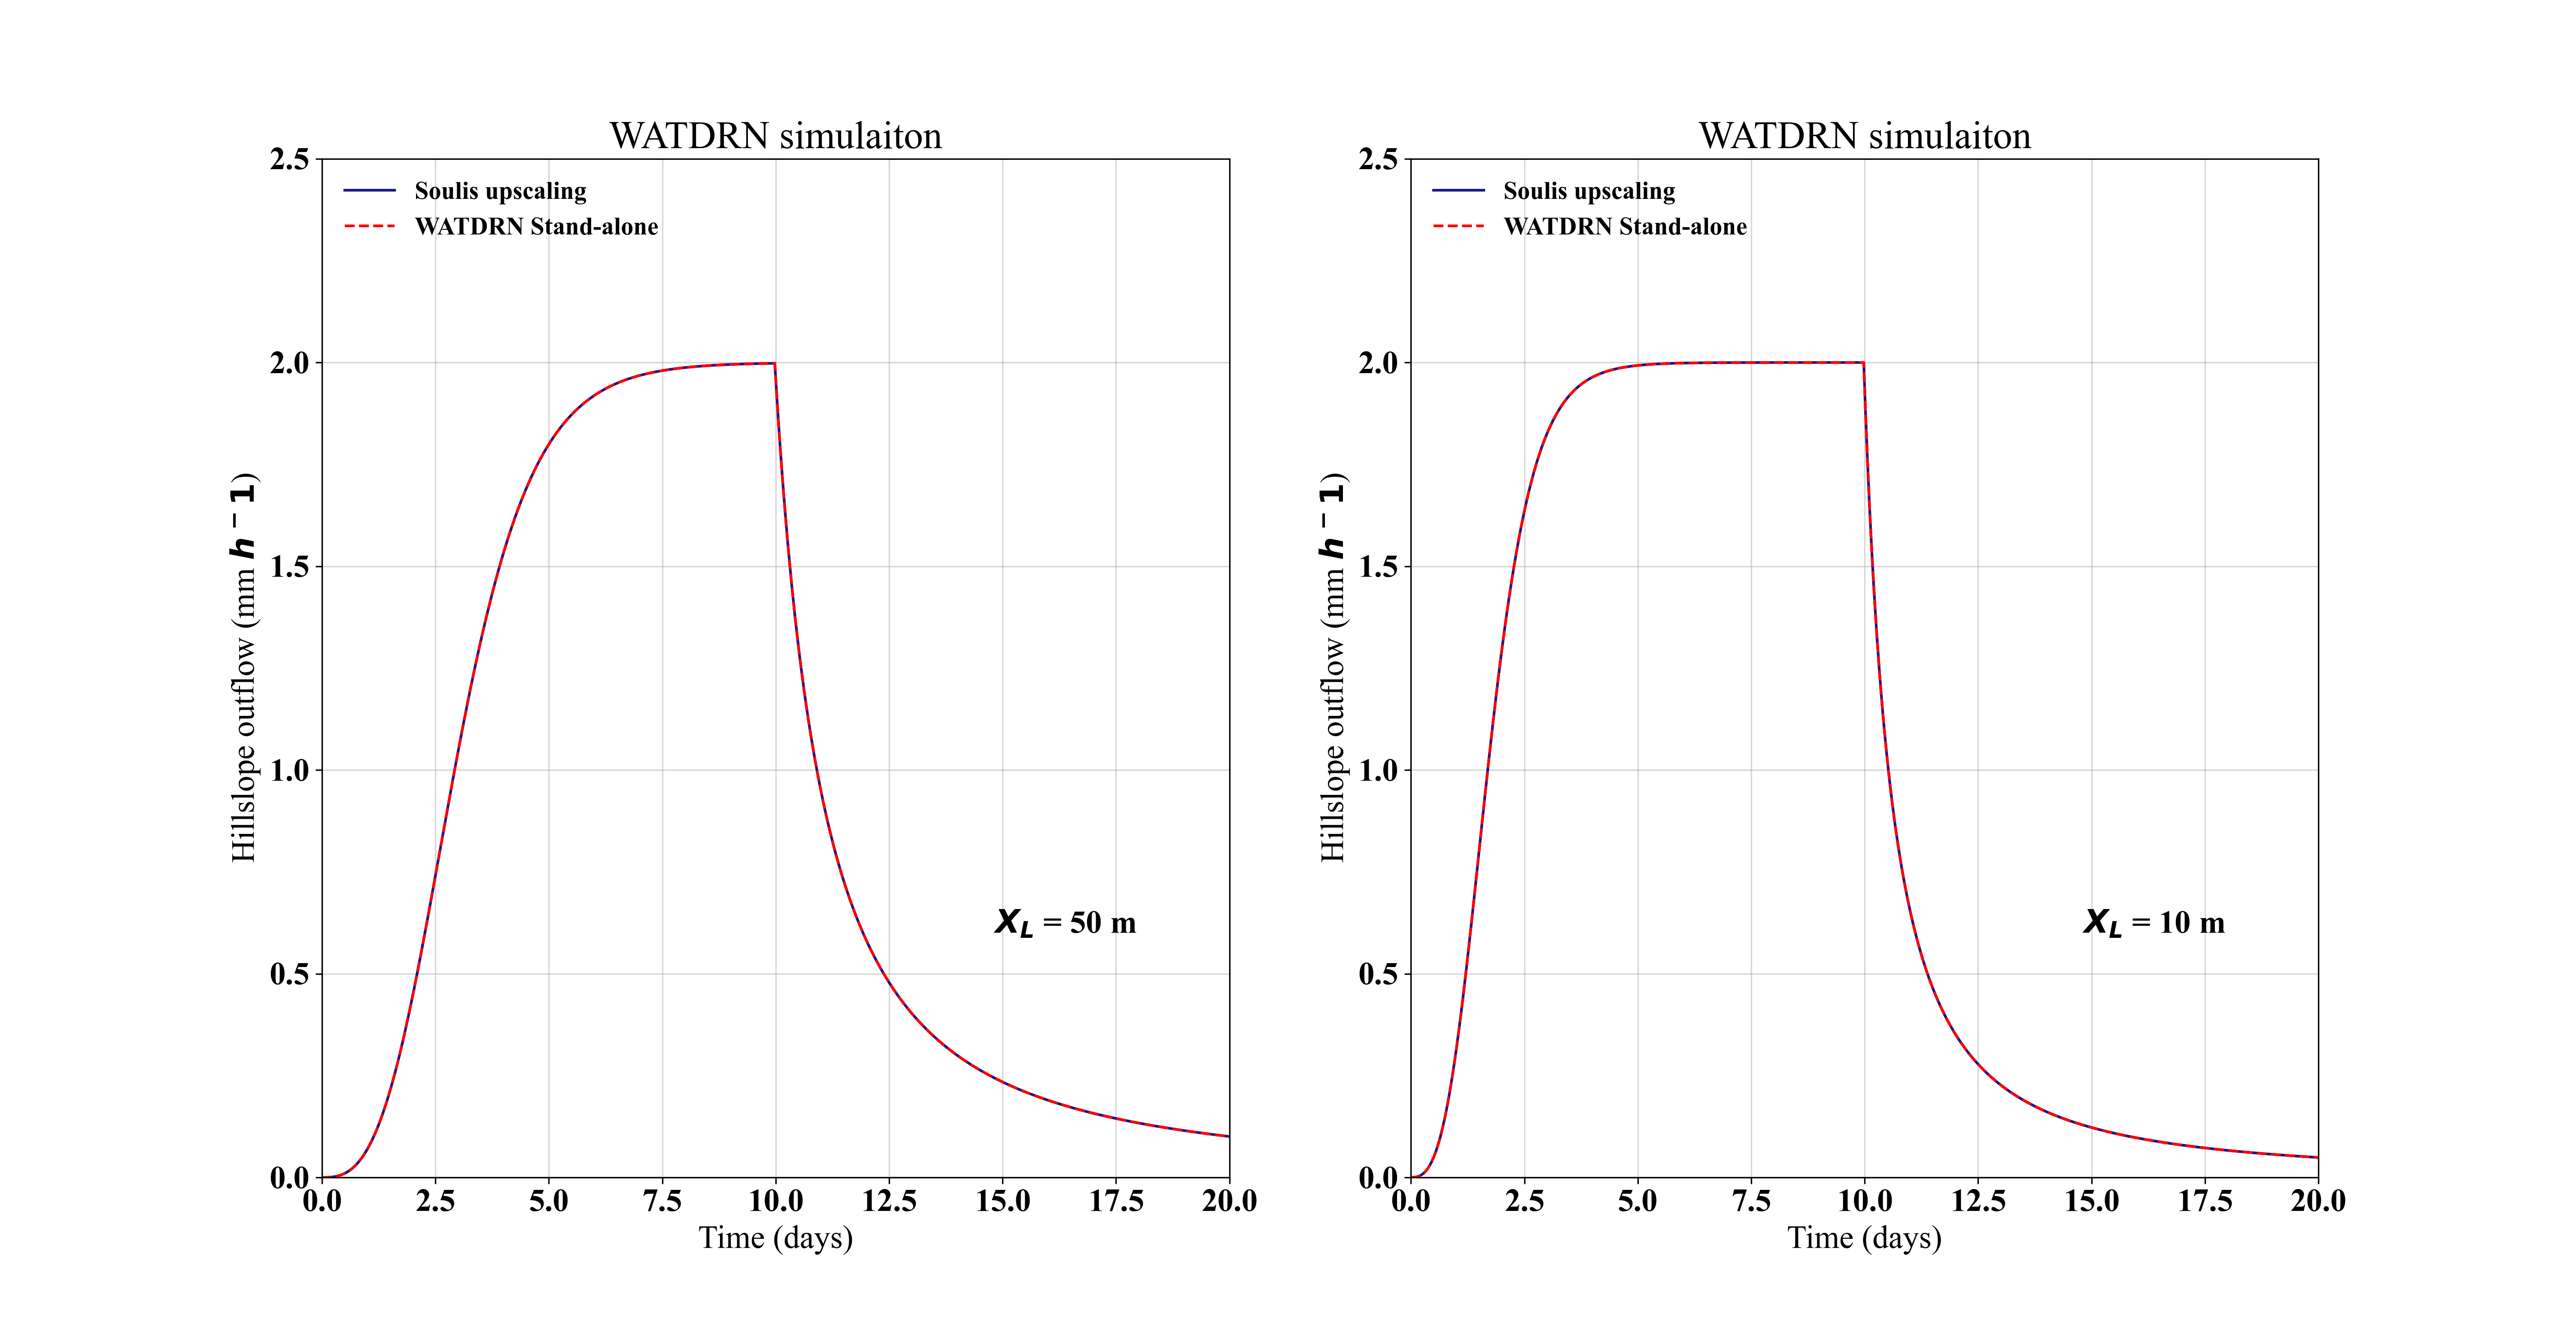 WATDRN simulaiton
2.5
2.0
1.5
1.0
0.5
0.0
Soulis upscaling
WATDRN Stand-alone
Hillslope outflow (mm h − 1)
X_L = 50 m
0.0 2.5 5.0 7.5 10.0 12.5 15.0 17.5 20.0
Time (days)
WATDRN simulaiton
2.5
2.0
1.5
1.0
0.5
0.0
Soulis upscaling
WATDRN Stand-alone
Hillslope outflow (mm h − 1)
X_L = 10 m
0.0 2.5 5.0 7.5 10.0 12.5 15.0 17.5 20.0
Time (days)